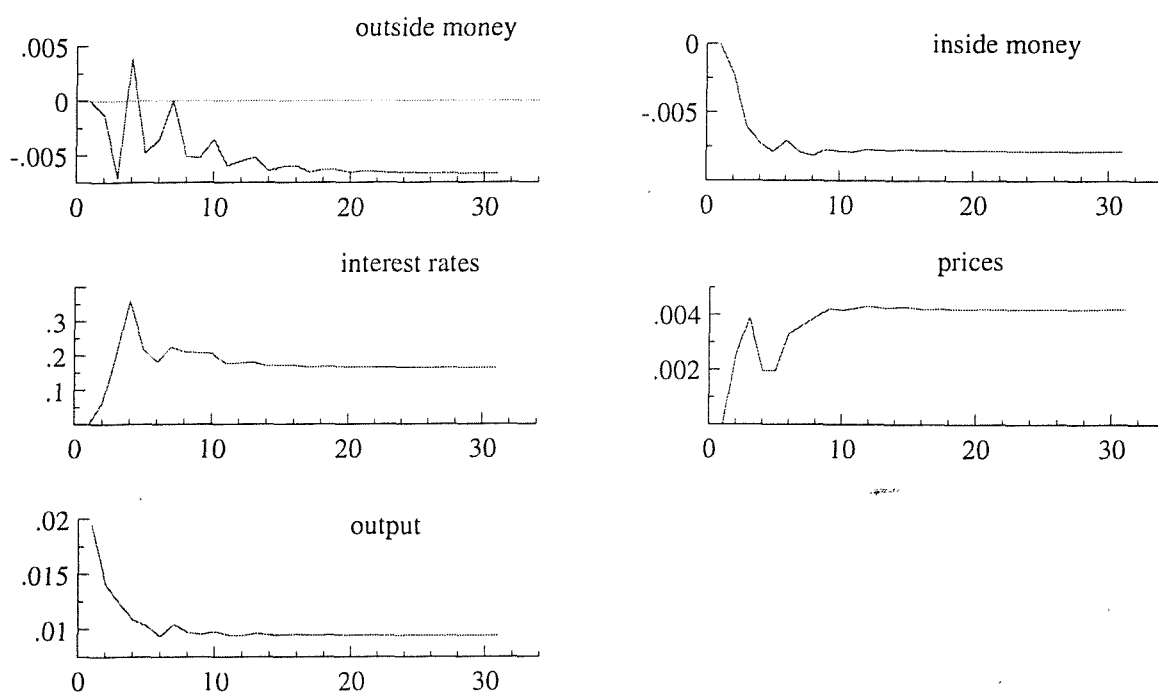 outside money
.005
0
-.005
0 10 20 30
inside money
0
-.005
0 10 20 30
interest rates
.3
.2
.1
0 10 20 30
prices
.004
.002
0 10 20 30
output
.02
.015
.01
0 10 20 30